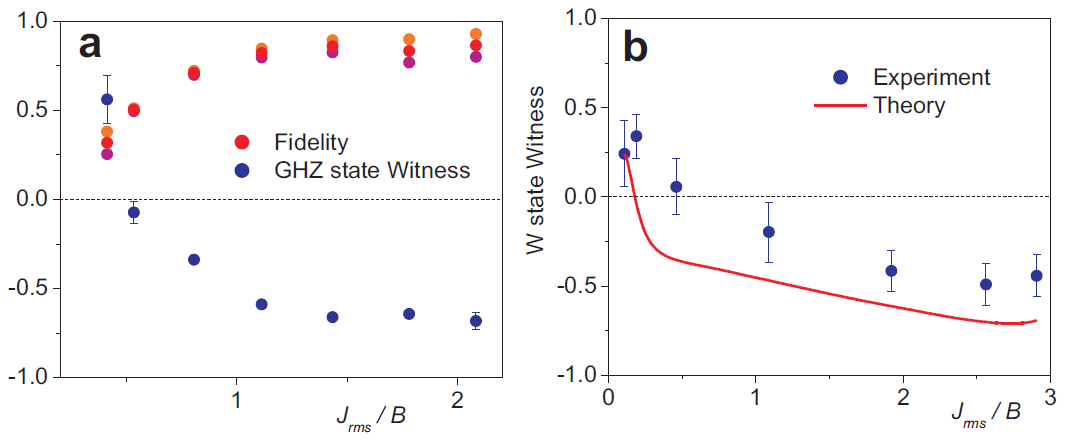 a
1.0
0.5
0.0
-0.5
-1.0
Fidelity
GHZ state Witness
1
2
J_rms / B
b
W state Witness
1.0
0.5
0.0
-0.5
-1.0
Experiment
Theory
0
1
2
3
J_rms / B